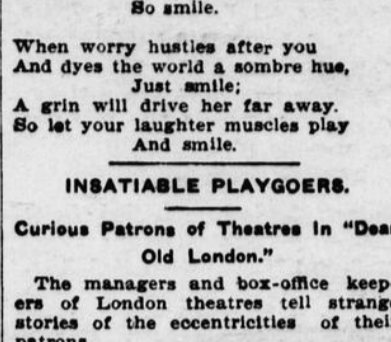 So smile.
When worry hustles after you
And dyes the world a sombre hue,
Just smile;
A grin will drive her far away.
So let your laughter muscles play
And smile.
INSATIABLE PLAYGOERS.
Curious Patrons of Theatres In "Dea
Old London."
The managers and box-office keep-
ers of London theatres tell strang
stories of the eccentricities of thei
patrons